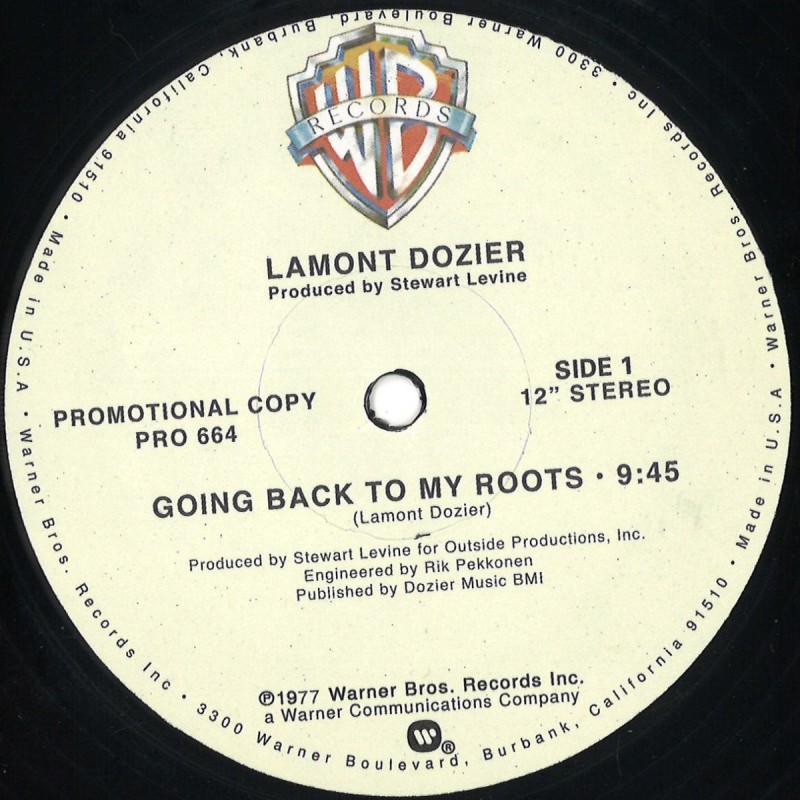 WB
RECORDS
LAMONT DOZIER
Produced by Stewart Levine
PROMOTIONAL COPY
PRO 664
SIDE 1
12" STEREO
GOING BACK TO MY ROOTS • 9:45
(Lamont Dozier)
Produced by Stewart Levine for Outside Productions, Inc.
Engineered by Rik Pekkonen
Published by Dozier Music BMI
℗1977 Warner Bros. Records Inc.
a Warner Communications Company
W®
Warner Bros. Records Inc • 3300 Warner Boulevard, Burbank, California 91510 • Made in U.S.A • Warner Bros. Records Inc • 3300 Warner Boulevard, Burbank, California 91510 • Made in U.S.A •